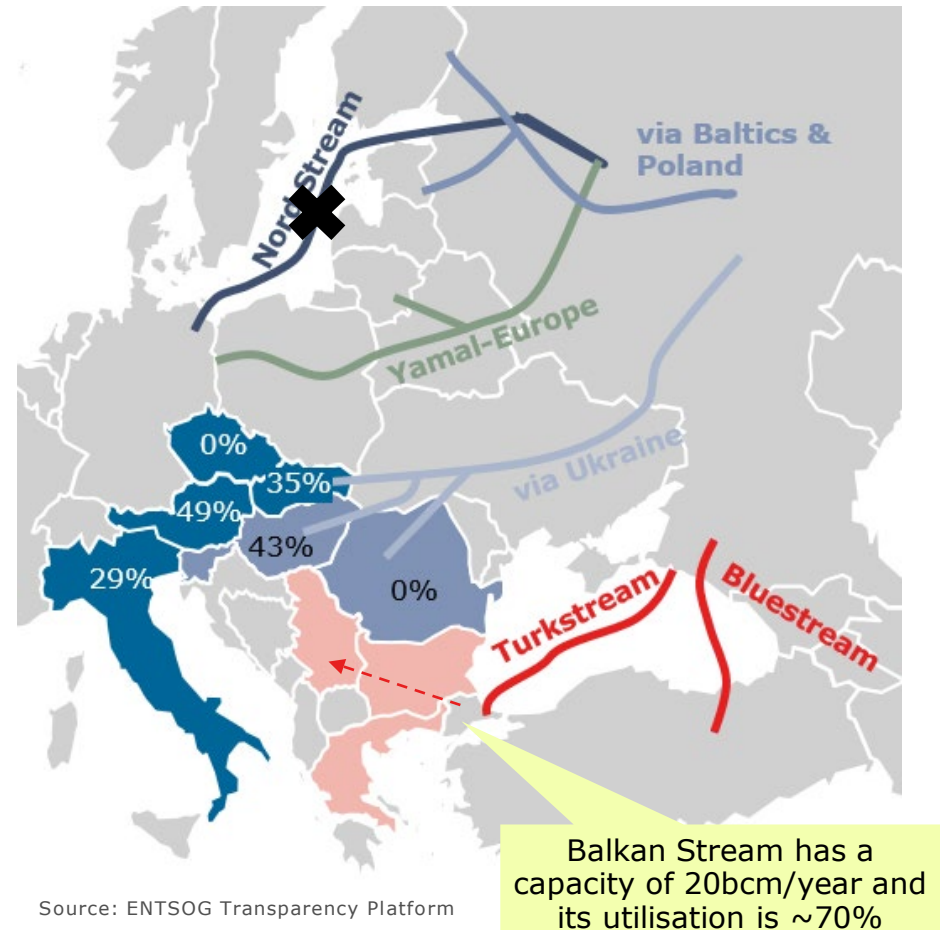 Nord Stream
via Baltics &
Poland
Yamal-Europe
0%
35%
via Ukraine
49%
43%
29%
0%
Turkstream
Bluestream
Balkan Stream has a
capacity of 20bcm/year and
its utilisation is ~70%
Source: ENTSOG Transparency Platform